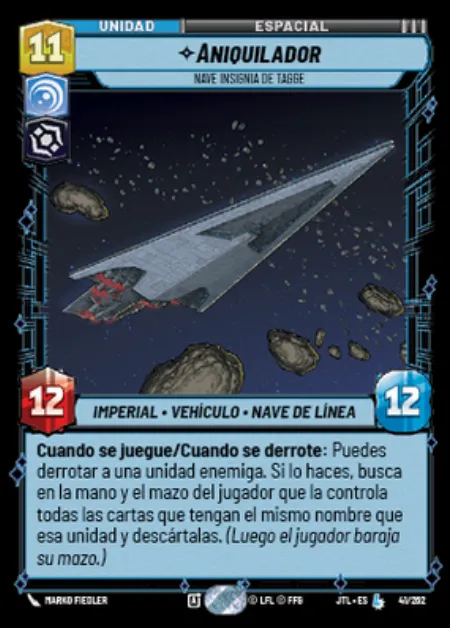 UNIDAD
ESPACIAL
11
ANIQUILADOR
NAVE INSIGNIA DE TAGGE
12
IMPERIAL • VEHÍCULO • NAVE DE LÍNEA
12
Cuando se juegue/Cuando se derrote: Puedes
derrotar a una unidad enemiga. Si lo haces, busca
en la mano y el mazo del jugador que la controla
todas las cartas que tengan el mismo nombre que
esa unidad y descártalas. (Luego el jugador baraja
su mazo.)
MARKO FIEDLER
© LFL © FFG
JTL • ES
41/262